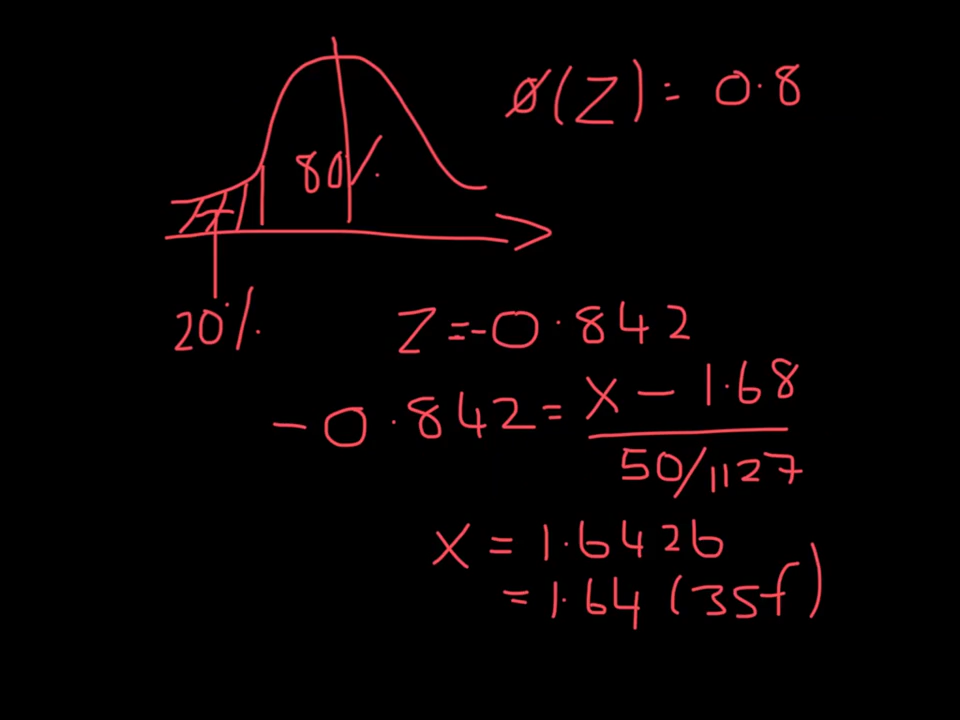 ø(Z) = 0.8
80%
20%
Z = -0.842
-0.842 = X - 1.68
50/1127
X = 1.6426
= 1.64 (3sf)